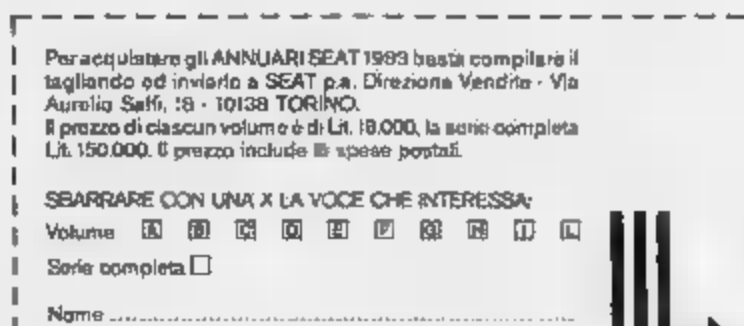 Per acquistare gli ANNUARI SEAT 1983 basta compilare il
tagliando ed inviarlo a SEAT p.a. Direzione Vendite - Via
Aurelio Saffi, 18 - 10138 TORINO.
Il prezzo di ciascun volume è di Lit. 18.000, la serie completa
Lit. 150.000. Il prezzo include le spese postali.
SBARRARE CON UNA X LA VOCE CHE INTERESSA:
Volume A B C D E F G H I L
Serie completa
Nome